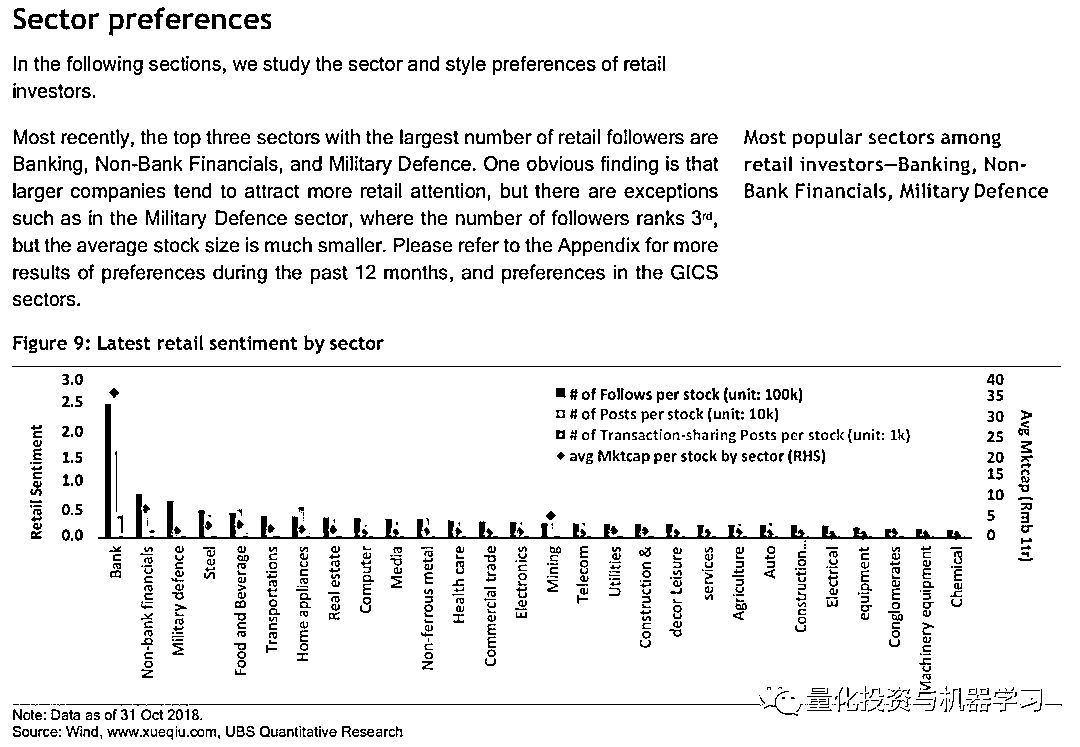 Sector preferences
In the following sections, we study the sector and style preferences of retail
investors.
Most recently, the top three sectors with the largest number of retail followers are
Banking, Non-Bank Financials, and Military Defence. One obvious finding is that
larger companies tend to attract more retail attention, but there are exceptions
such as in the Military Defence sector, where the number of followers ranks 3rd,
but the average stock size is much smaller. Please refer to the Appendix for more
results of preferences during the past 12 months, and preferences in the GICS
sectors.
Most popular sectors among
retail investors—Banking, Non-
Bank Financials, Military Defence
Figure 9: Latest retail sentiment by sector
Retail Sentiment
3.0
2.5
2.0
1.5
1.0
0.5
0.0
# of Follows per stock (unit: 100k)
# of Posts per stock (unit: 10k)
# of Transaction-sharing Posts per stock (unit: 1k)
avg Mktcap per stock by sector (RHS)
40
35
30
25
20
15
10
5
0
Avg Mktcap (Rmb 1tr)
Bank
Non-bank financials
Military defence
Steel
Food and Beverage
Transportations
Home appliances
Real estate
Computer
Media
Non-ferrous metal
Health care
Commercial trade
Electronics
Mining
Telecom
Utilities
Construction &
decor Leisure
services
Agriculture
Auto
Construction...
Electrical
equipment
Conglomerates
Machinery equipment
Chemical
Note: Data as of 31 Oct 2018.
Source: Wind, www.xueqiu.com, UBS Quantitative Research
量化投资与机器学习